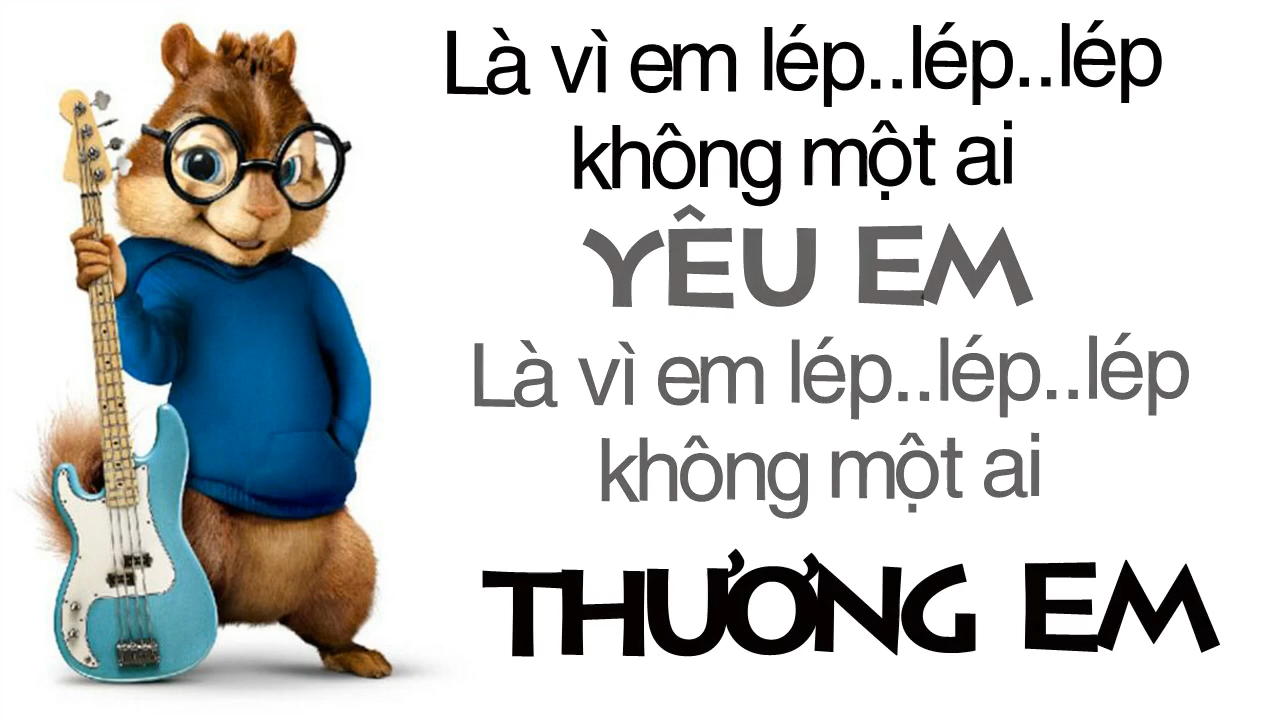 Là vì em lép..lép..lép
không một ai
YÊU EM
Là vì em lép..lép..lép
không một ai
THƯƠNG EM